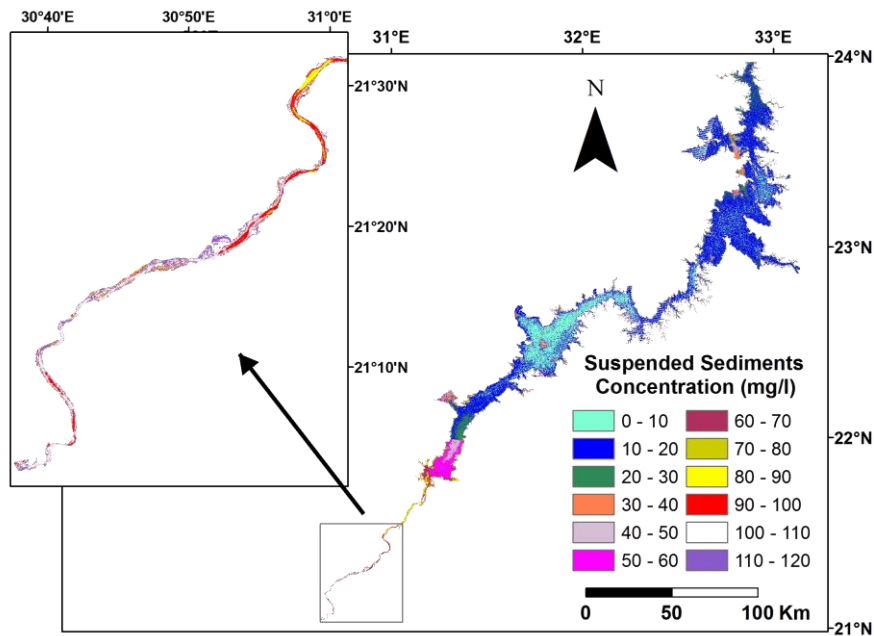 30°40'E 30°50'E 31°0'E
31°E 32°E 33°E
24°N
21°30'N
N
21°20'N
23°N
21°10'N
Suspended Sediments
Concentration (mg/l)
0 - 10 60 - 70
10 - 20 70 - 80
20 - 30 80 - 90
30 - 40 90 - 100
40 - 50 100 - 110
50 - 60 110 - 120
22°N
0 50 100 Km
21°N